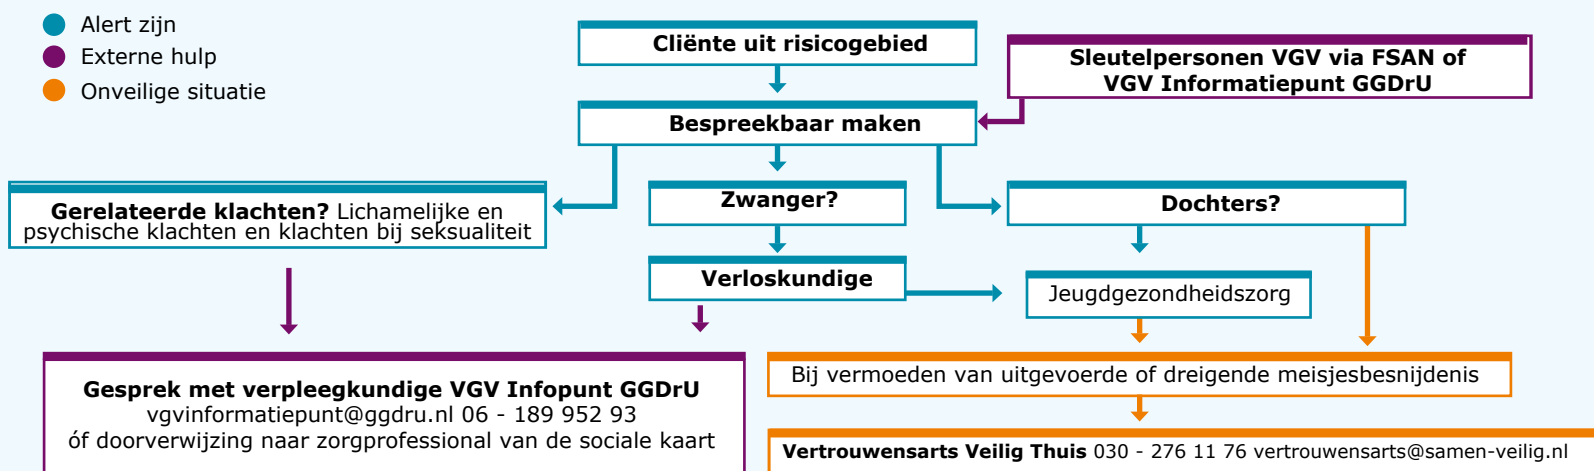 Alert zijn
Externe hulp
Onveilige situatie
Cliënte uit risicogebied
Sleutelpersonen VGV via FSAN of
VGV Informatiepunt GGDrU
Bespreekbaar maken
Gerelateerde klachten? Lichamelijke en
psychische klachten en klachten bij seksualiteit
Zwanger?
Dochters?
Verloskundige
Jeugdgezondheidszorg
Gesprek met verpleegkundige VGV Infopunt GGDrU
vgvinformatiepunt@ggdru.nl 06 - 189 952 93
óf doorverwijzing naar zorgprofessional van de sociale kaart
Bij vermoeden van uitgevoerde of dreigende meisjesbesnijdenis
Vertrouwensarts Veilig Thuis 030 - 276 11 76 vertrouwensarts@samen-veilig.nl